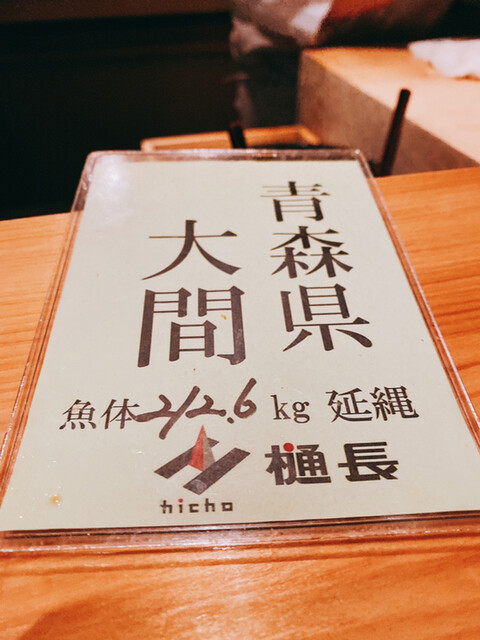 青森県
大間
魚体212.6kg 延縄
樋長
hicho